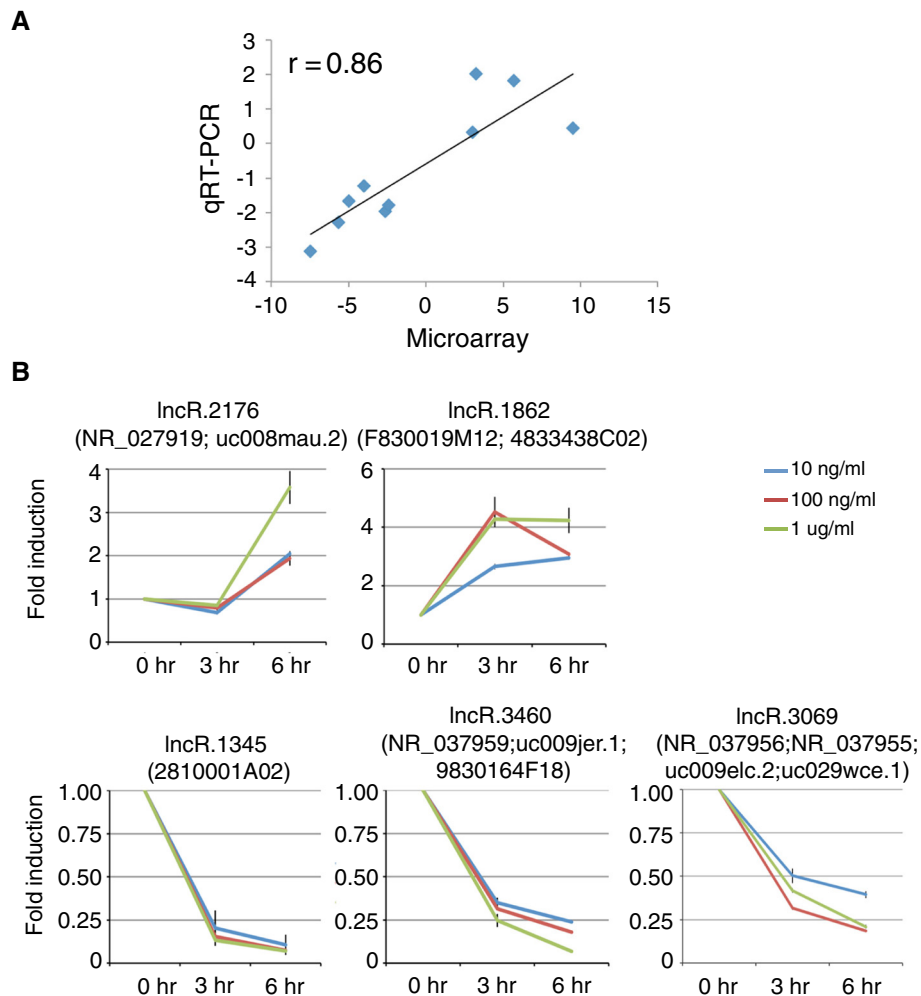 A
r = 0.86
3
2
1
0
-1
-2
-3
-4
qRT-PCR
-10 -5 0 5 10 15
Microarray
B
lncR.2176
(NR_027919; uc008mau.2)
lncR.1862
(F830019M12; 4833438C02)
Fold induction
4
3
2
1
0
0 hr 3 hr 6 hr
6
4
2
0
0 hr 3 hr 6 hr
10 ng/ml
100 ng/ml
1 ug/ml
lncR.1345
(2810001A02)
lncR.3460
(NR_037959;uc009jer.1;
9830164F18)
lncR.3069
(NR_037956;NR_037955;
uc009elc.2;uc029wce.1)
Fold induction
1.00
0.75
0.50
0.25
0
0 hr 3 hr 6 hr
1.00
0.75
0.50
0.25
0
0 hr 3 hr 6 hr
1.00
0.75
0.50
0.25
0
0 hr 3 hr 6 hr